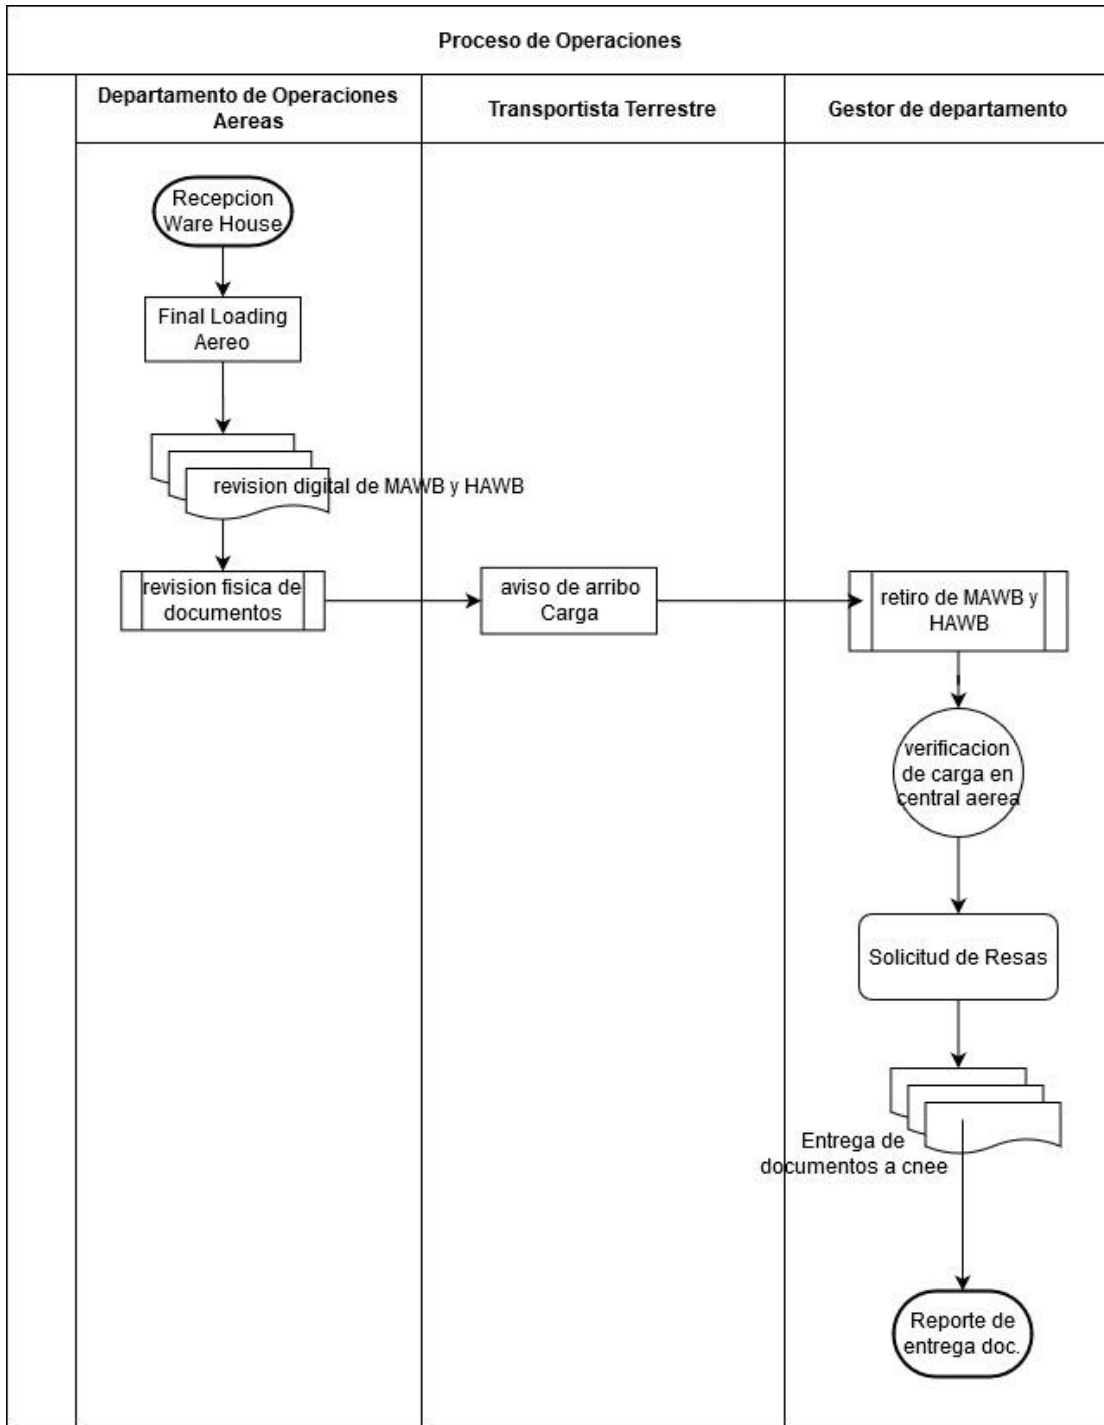 Proceso de Operaciones
Departamento de Operaciones
Aereas
Transportista Terrestre
Gestor de departamento
Recepcion
Ware House
Final Loading
Aereo
revision digital de MAWB y HAWB
revision fisica de
documentos
aviso de arribo
Carga
retiro de MAWB y
HAWB
verificacion
de carga en
central aerea
Solicitud de Resas
Entrega de
documentos a cnee
Reporte de
entrega doc.